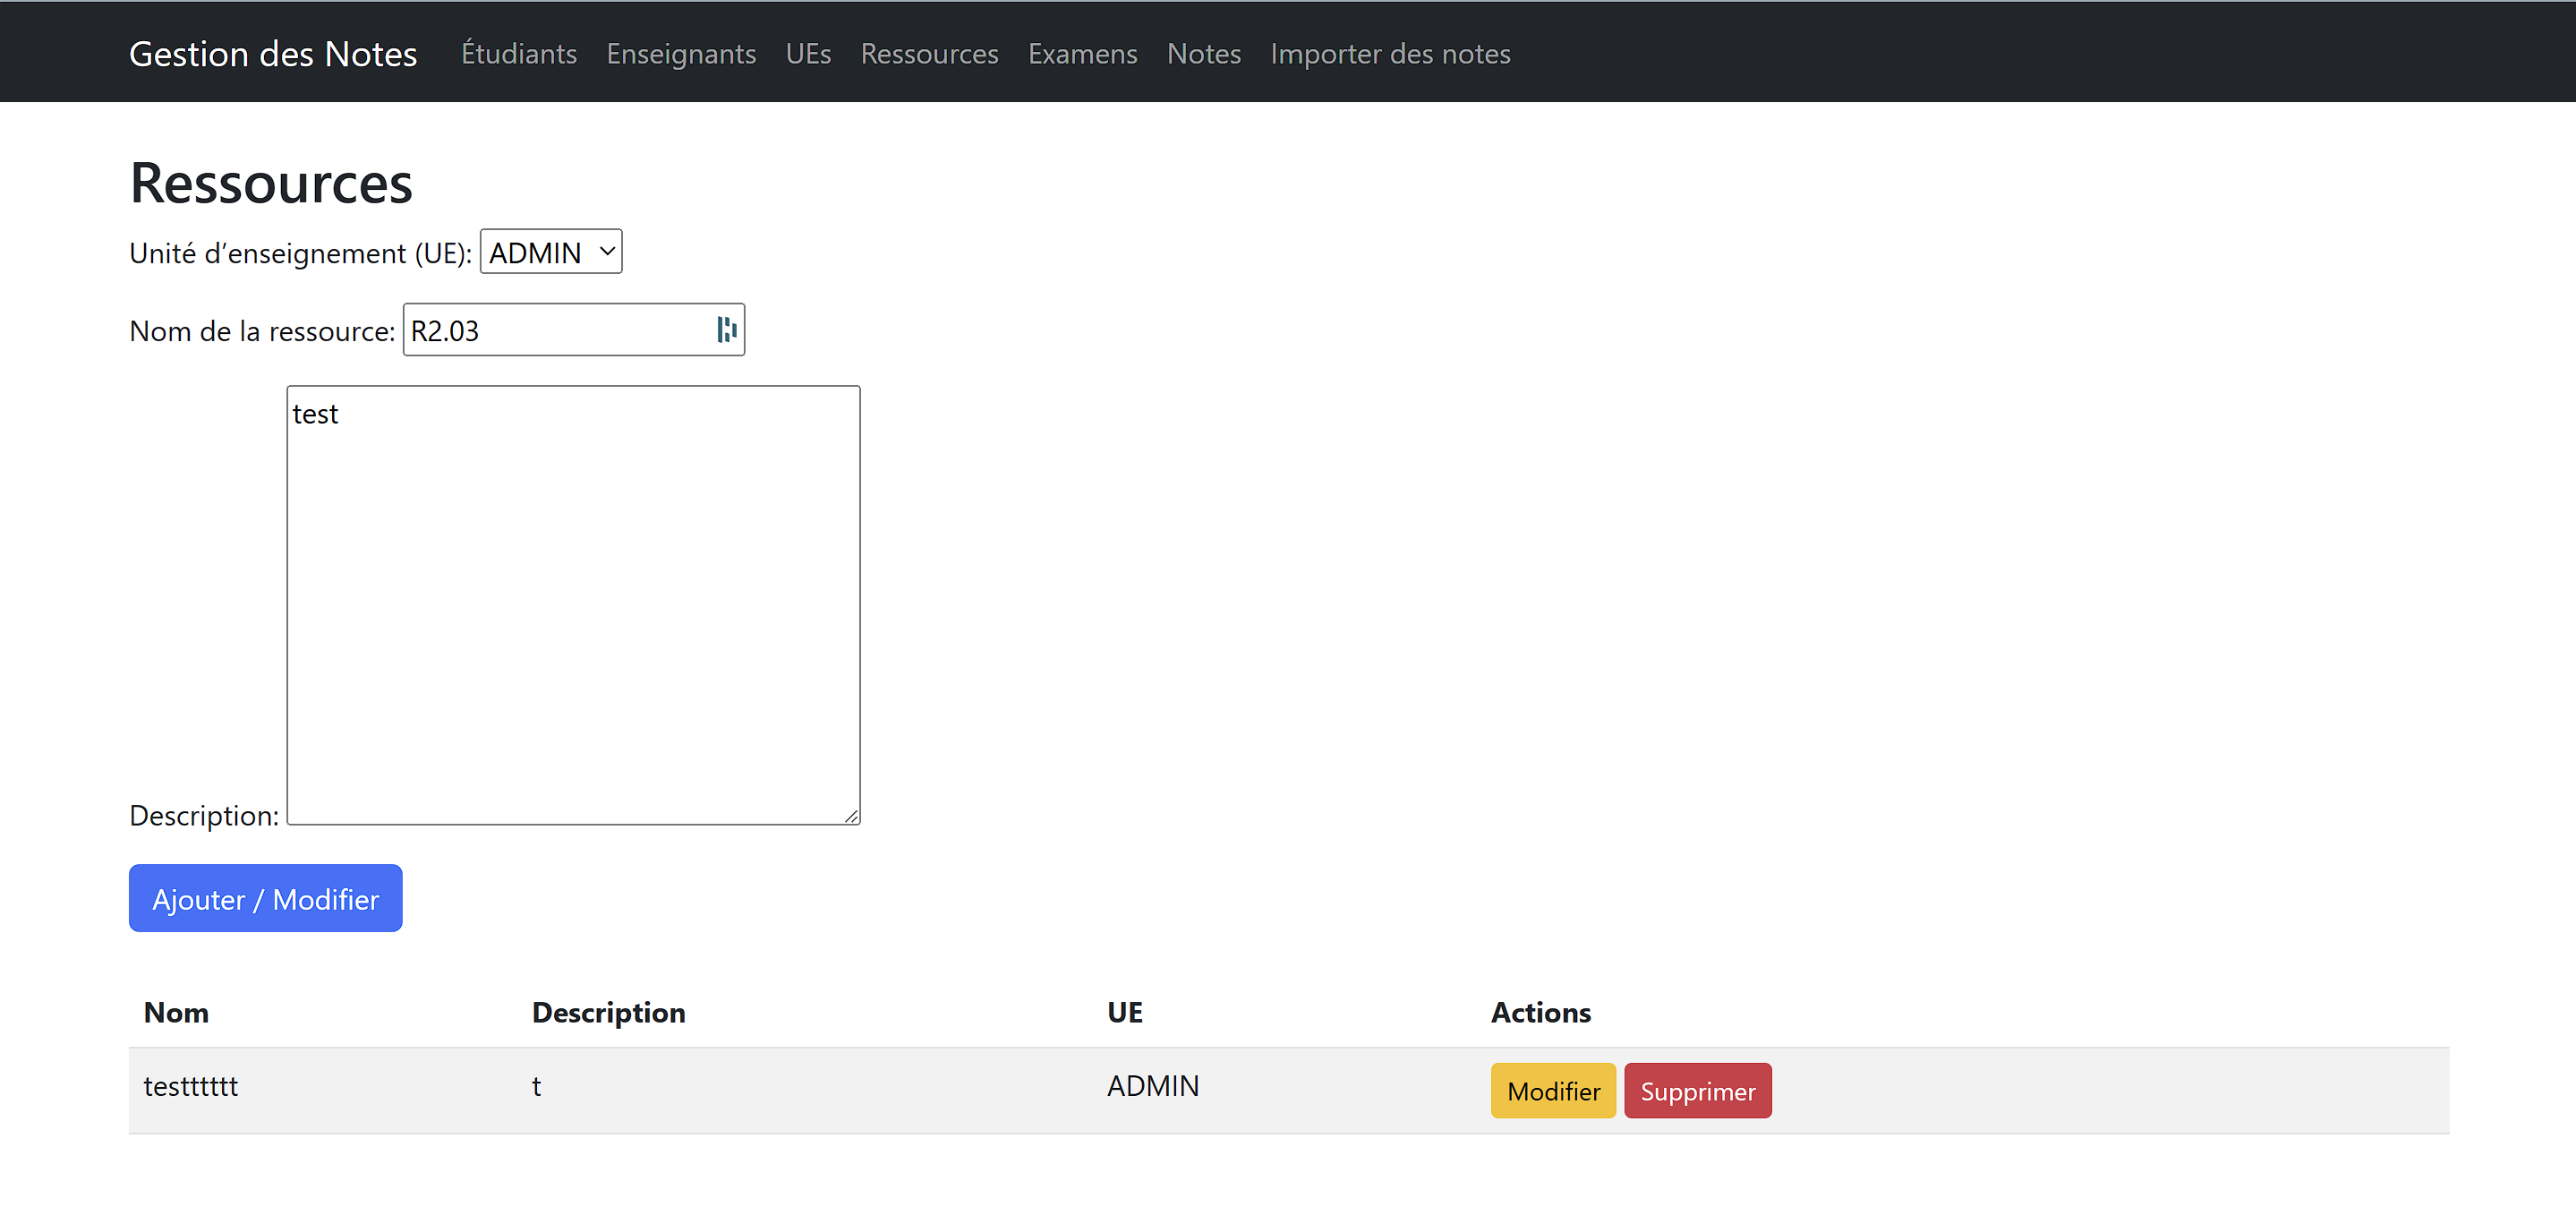 Gestion des Notes Étudiants Enseignants UEs Ressources Examens Notes Importer des notes
Ressources
Unité d’enseignement (UE): ADMIN
Nom de la ressource: R2.03
test
Description:
Ajouter / Modifier
Nom Description UE Actions
testttttt t ADMIN Modifier Supprimer